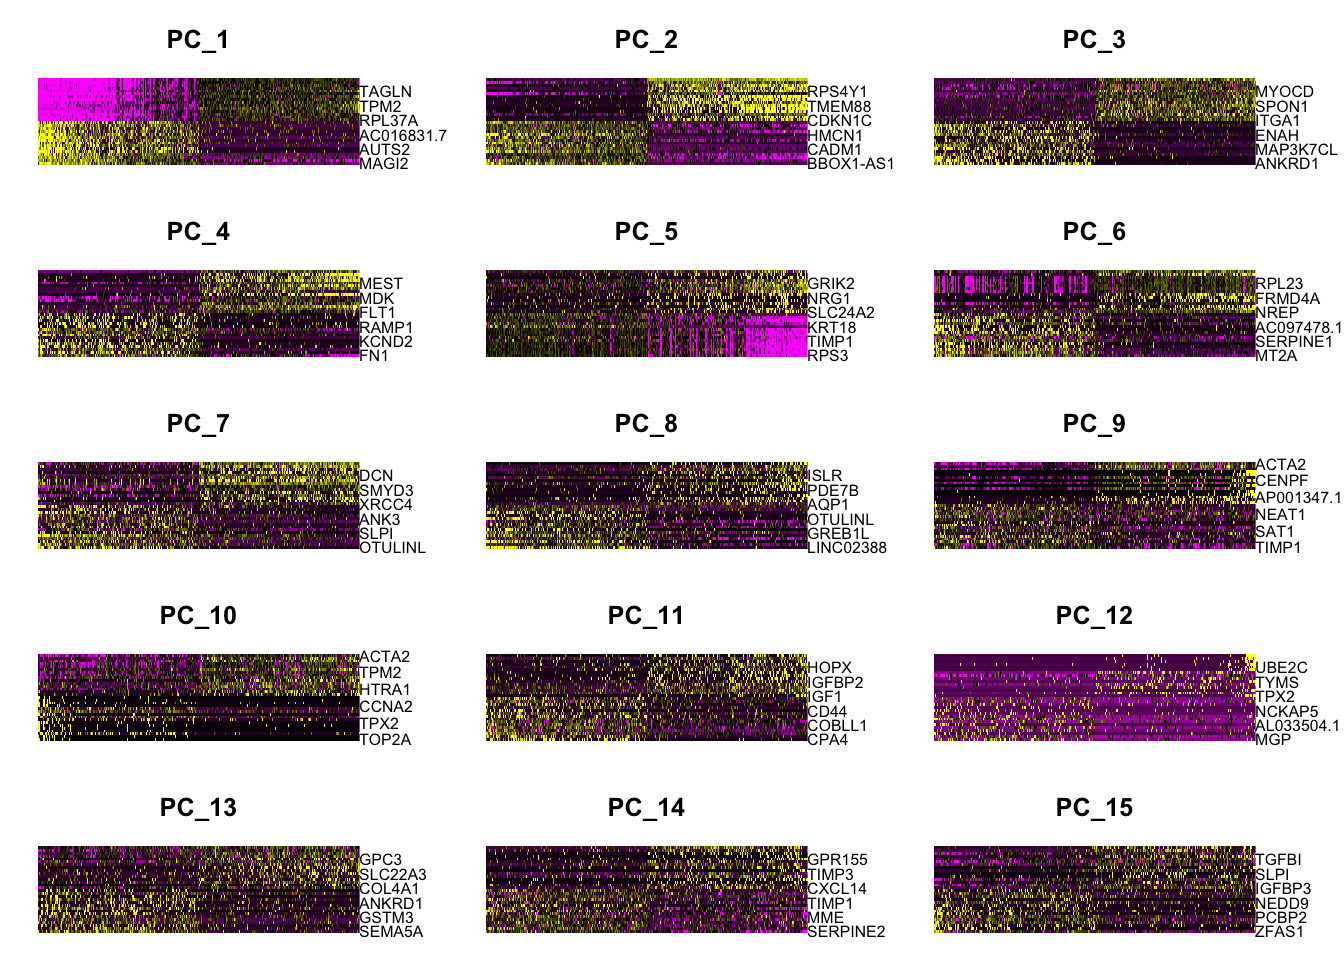 PC_1
TAGLN
TPM2
RPL37A
AC016831.7
AUTS2
MAGI2
PC_2
RPS4Y1
TMEM88
CDKN1C
HMCN1
CADM1
BBOX1-AS1
PC_3
MYOCD
SPON1
ITGA1
ENAH
MAP3K7CL
ANKRD1
PC_4
MEST
MDK
FLT1
RAMP1
KCND2
FN1
PC_5
GRIK2
NRG1
SLC24A2
KRT18
TIMP1
RPS3
PC_6
RPL23
FRMD4A
NREP
AC097478.1
SERPINE1
MT2A
PC_7
DCN
SMYD3
XRCC4
ANK3
SLPI
OTULINL
PC_8
ISLR
PDE7B
AQP1
OTULINL
GREB1L
LINC02388
PC_9
ACTA2
CENPF
AP001347.1
NEAT1
SAT1
TIMP1
PC_10
ACTA2
TPM2
HTRA1
CCNA2
TPX2
TOP2A
PC_11
HOPX
IGFBP2
IGF1
CD44
COBLL1
CPA4
PC_12
UBE2C
TYMS
TPX2
NCKAP5
AL033504.1
MGP
PC_13
GPC3
SLC22A3
COL4A1
ANKRD1
GSTM3
SEMA5A
PC_14
GPR155
TIMP3
CXCL14
TIMP1
MME
SERPINE2
PC_15
TGFBI
SLPI
IGFBP3
NEDD9
PCBP2
ZFAS1